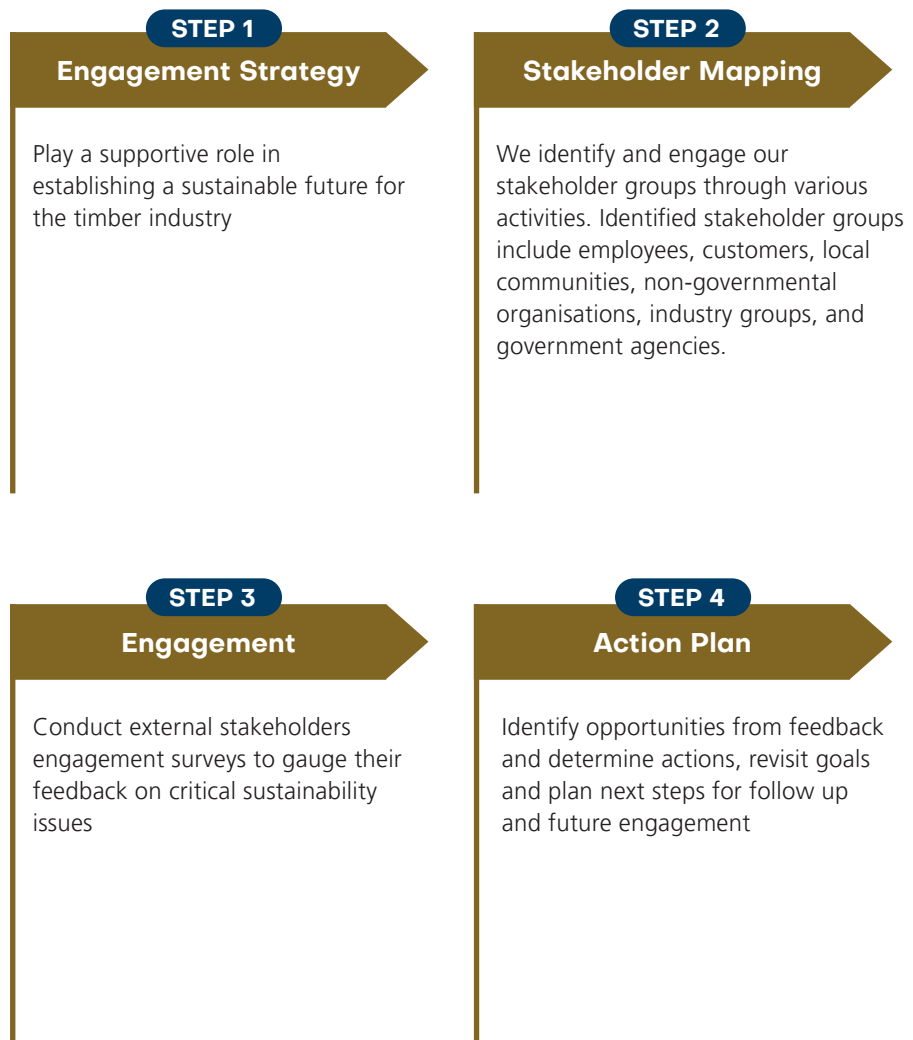 STEP 1
Engagement Strategy
Play a supportive role in
establishing a sustainable future for
the timber industry
STEP 2
Stakeholder Mapping
We identify and engage our
stakeholder groups through various
activities. Identified stakeholder groups
include employees, customers, local
communities, non-governmental
organisations, industry groups, and
government agencies.
STEP 3
Engagement
Conduct external stakeholders
engagement surveys to gauge their
feedback on critical sustainability
issues
STEP 4
Action Plan
Identify opportunities from feedback
and determine actions, revisit goals
and plan next steps for follow up
and future engagement